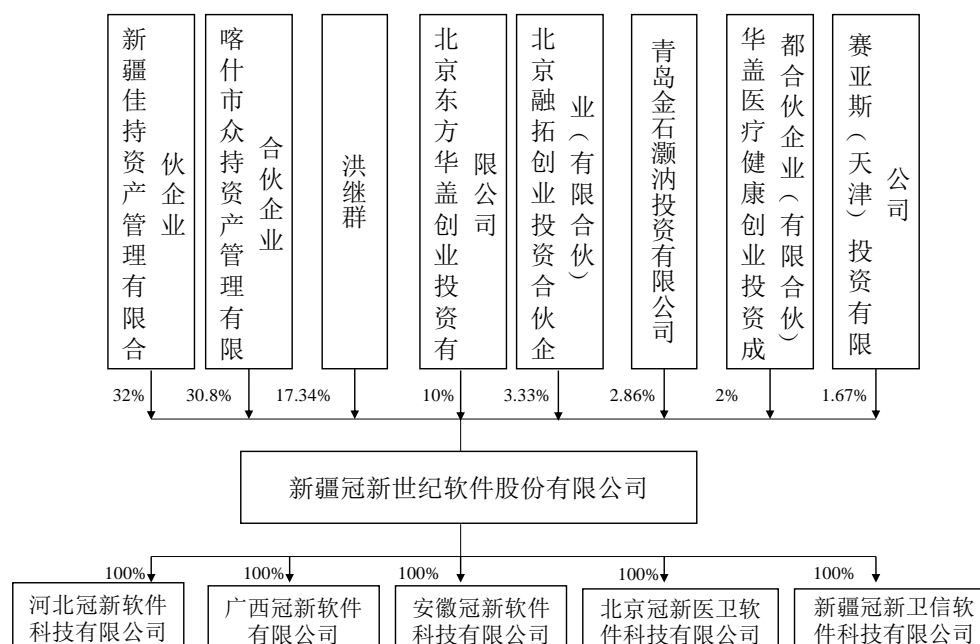 新疆佳持资产管理有限合
伙企业
喀什市众持资产管理有限
合伙企业
洪继群
北京东方华盖创业投资有
限公司
北京融拓创业投资合伙企
业（有限合伙）
青岛金石灏汭投资有限公司
华盖医疗健康创业投资成
都合伙企业（有限合伙）
赛亚斯（天津）投资有限
公司
32%
30.8%
17.34%
10%
3.33%
2.86%
2%
1.67%
新疆冠新世纪软件股份有限公司
100%
100%
100%
100%
100%
河北冠新软件
科技有限公司
广西冠新软件
有限公司
安徽冠新软件
科技有限公司
北京冠新医卫软
件科技有限公司
新疆冠新卫信软
件科技有限公司